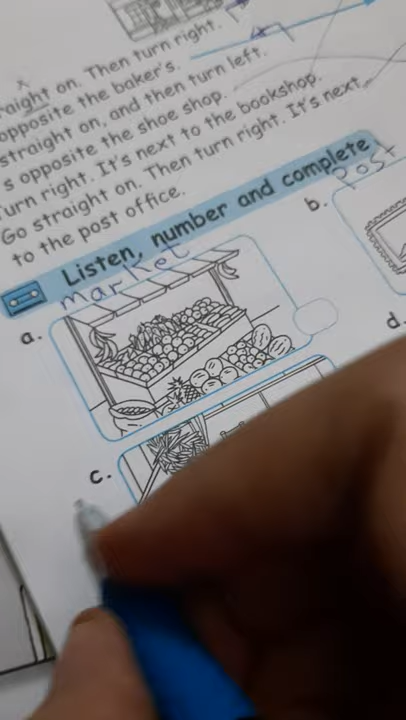 aight on. Then turn right.
opposite the baker's.
straight on, and then turn left.
s opposite the shoe shop.
Turn right. It's next to the bookshop.
Go straight on. Then turn right. It's next
to the post office.
Listen, number and complete
market
Post
a.
b.
c.
d.